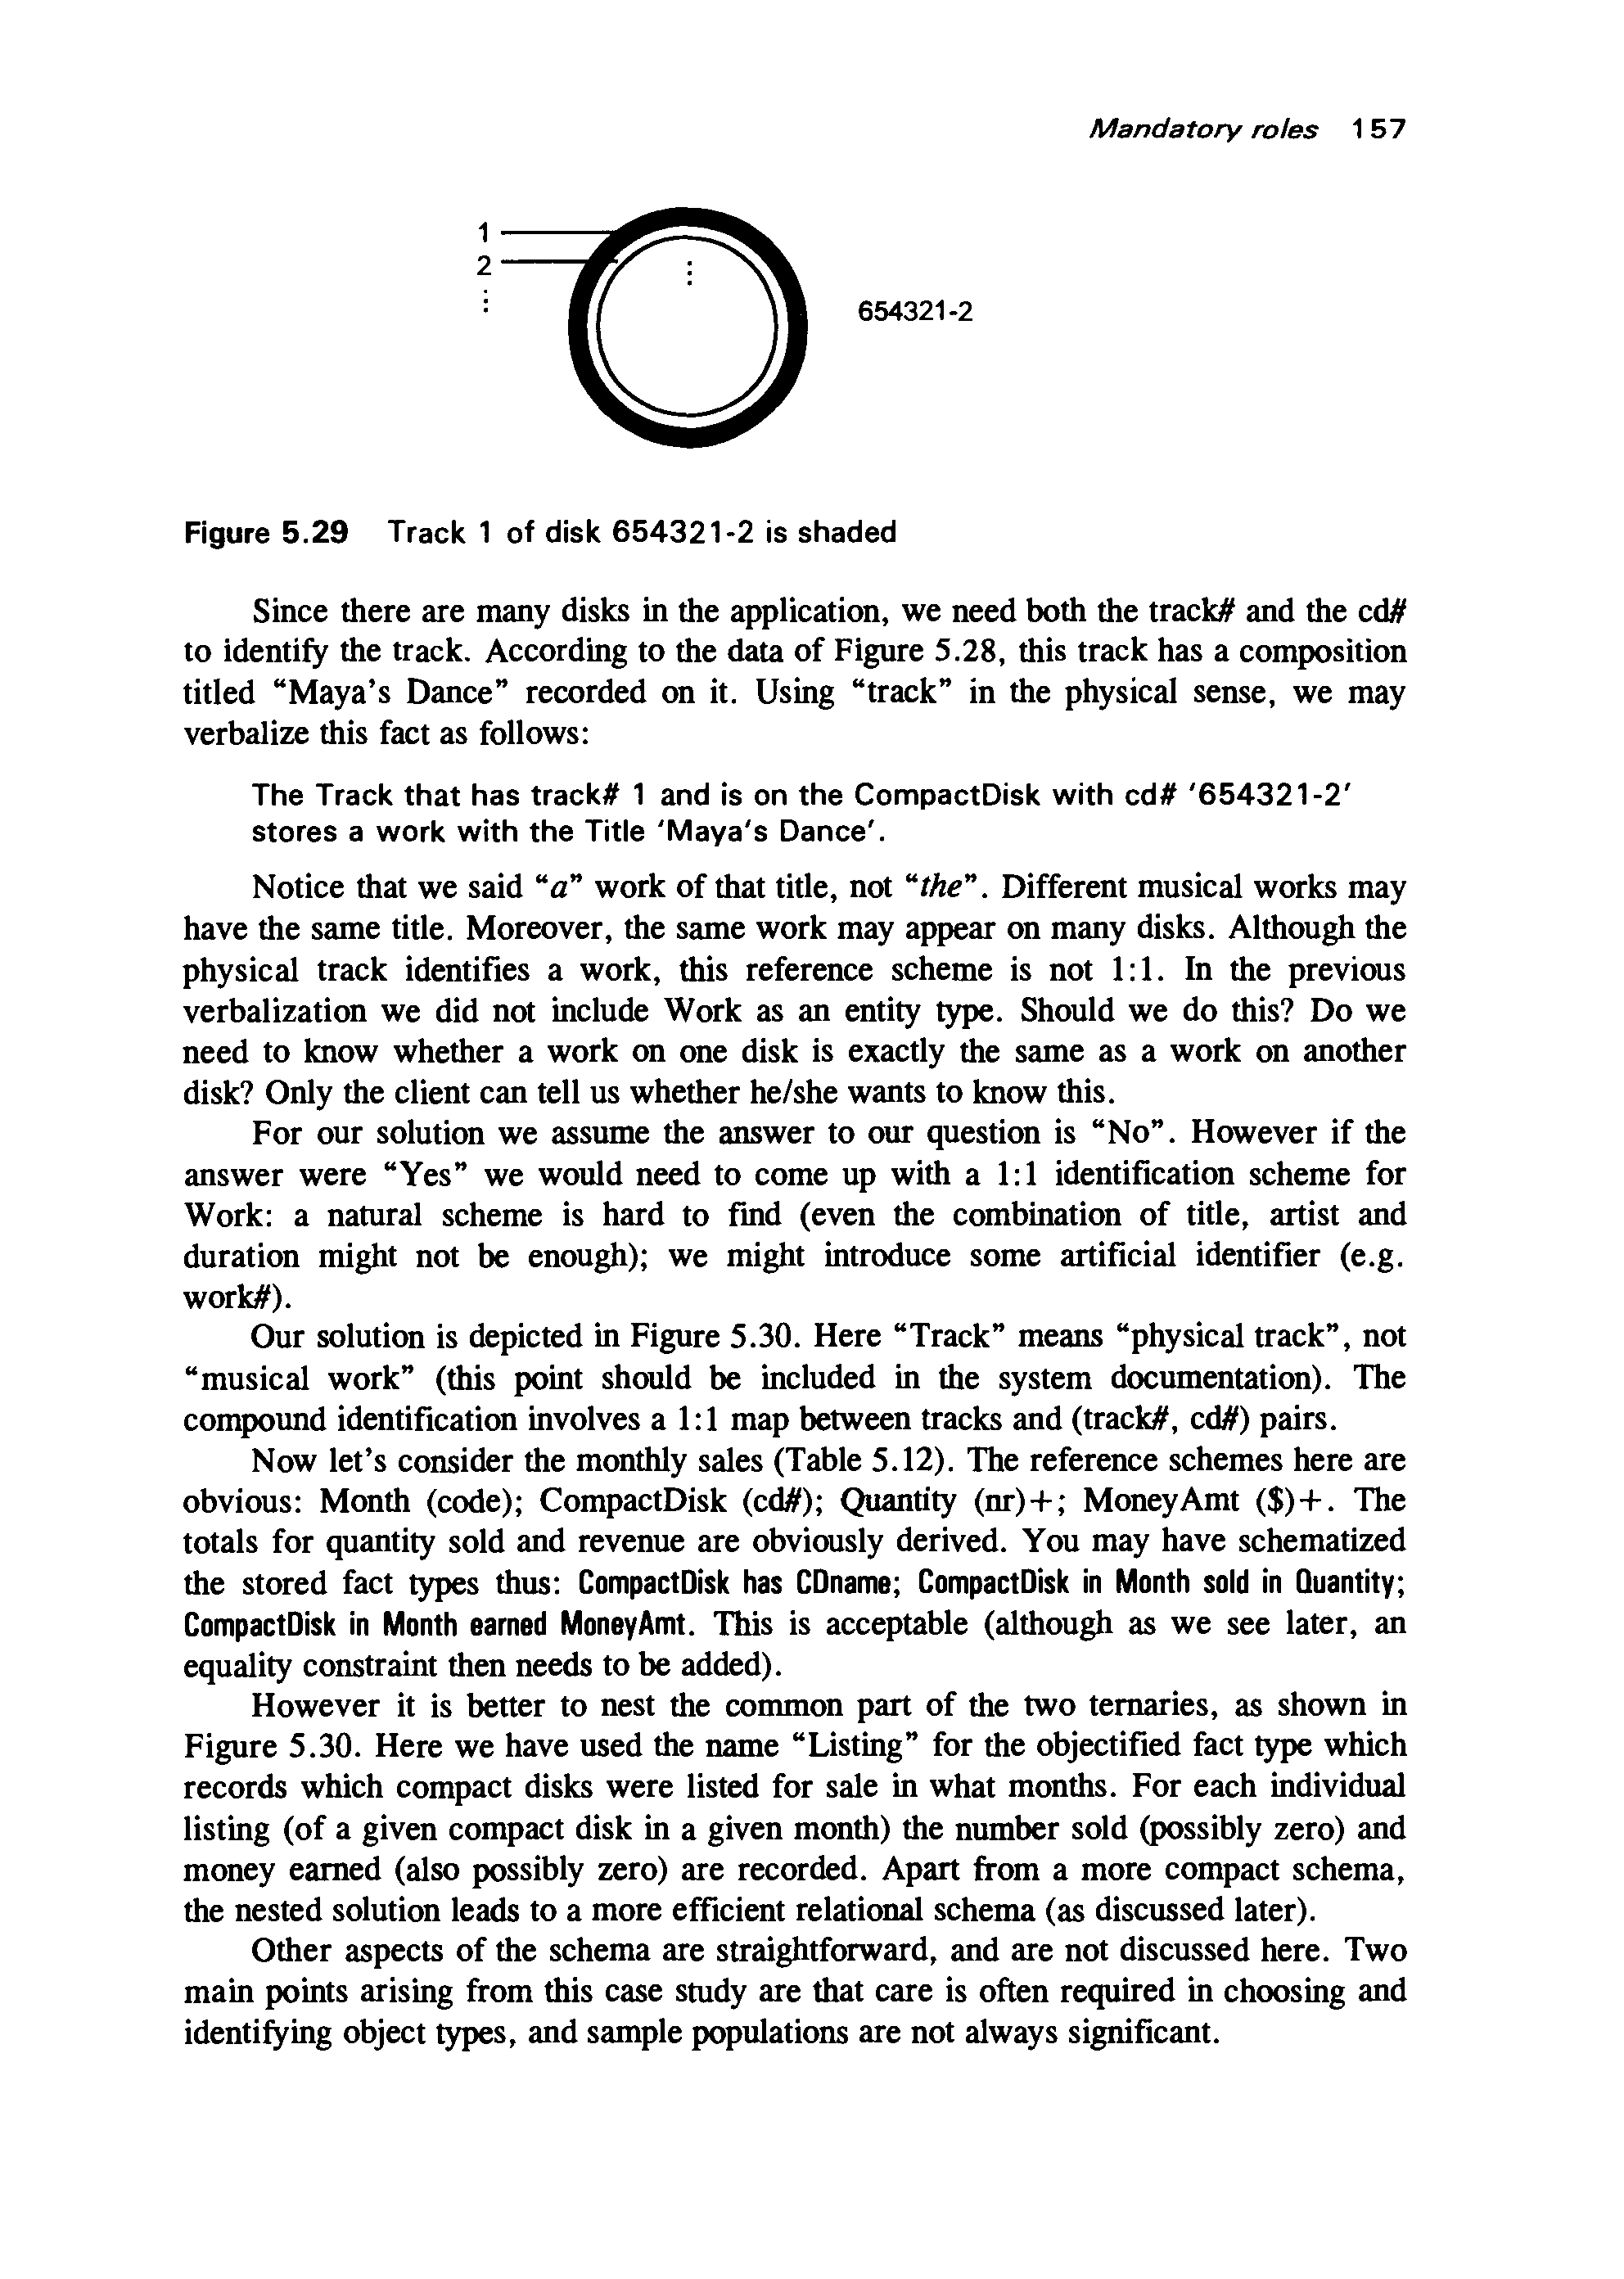 Mandatory roles 157
1
2
⋮
⋮
654321-2
Figure 5.29 Track 1 of disk 654321-2 is shaded
Since there are many disks in the application, we need both the track# and the cd#
to identify the track. According to the data of Figure 5.28, this track has a composition
titled “Maya’s Dance” recorded on it. Using “track” in the physical sense, we may
verbalize this fact as follows:
The Track that has track# 1 and is on the CompactDisk with cd# '654321-2'
stores a work with the Title 'Maya's Dance'.
Notice that we said “a” work of that title, not “the”. Different musical works may
have the same title. Moreover, the same work may appear on many disks. Although the
physical track identifies a work, this reference scheme is not 1:1. In the previous
verbalization we did not include Work as an entity type. Should we do this? Do we
need to know whether a work on one disk is exactly the same as a work on another
disk? Only the client can tell us whether he/she wants to know this.
For our solution we assume the answer to our question is “No”. However if the
answer were “Yes” we would need to come up with a 1:1 identification scheme for
Work: a natural scheme is hard to find (even the combination of title, artist and
duration might not be enough); we might introduce some artificial identifier (e.g.
work#).
Our solution is depicted in Figure 5.30. Here “Track” means “physical track”, not
“musical work” (this point should be included in the system documentation). The
compound identification involves a 1:1 map between tracks and (track#, cd#) pairs.
Now let’s consider the monthly sales (Table 5.12). The reference schemes here are
obvious: Month (code); CompactDisk (cd#); Quantity (nr)+; MoneyAmt ($)+. The
totals for quantity sold and revenue are obviously derived. You may have schematized
the stored fact types thus: CompactDisk has CDname; CompactDisk in Month sold in Quantity;
CompactDisk in Month earned MoneyAmt. This is acceptable (although as we see later, an
equality constraint then needs to be added).
However it is better to nest the common part of the two ternaries, as shown in
Figure 5.30. Here we have used the name “Listing” for the objectified fact type which
records which compact disks were listed for sale in what months. For each individual
listing (of a given compact disk in a given month) the number sold (possibly zero) and
money earned (also possibly zero) are recorded. Apart from a more compact schema,
the nested solution leads to a more efficient relational schema (as discussed later).
Other aspects of the schema are straightforward, and are not discussed here. Two
main points arising from this case study are that care is often required in choosing and
identifying object types, and sample populations are not always significant.